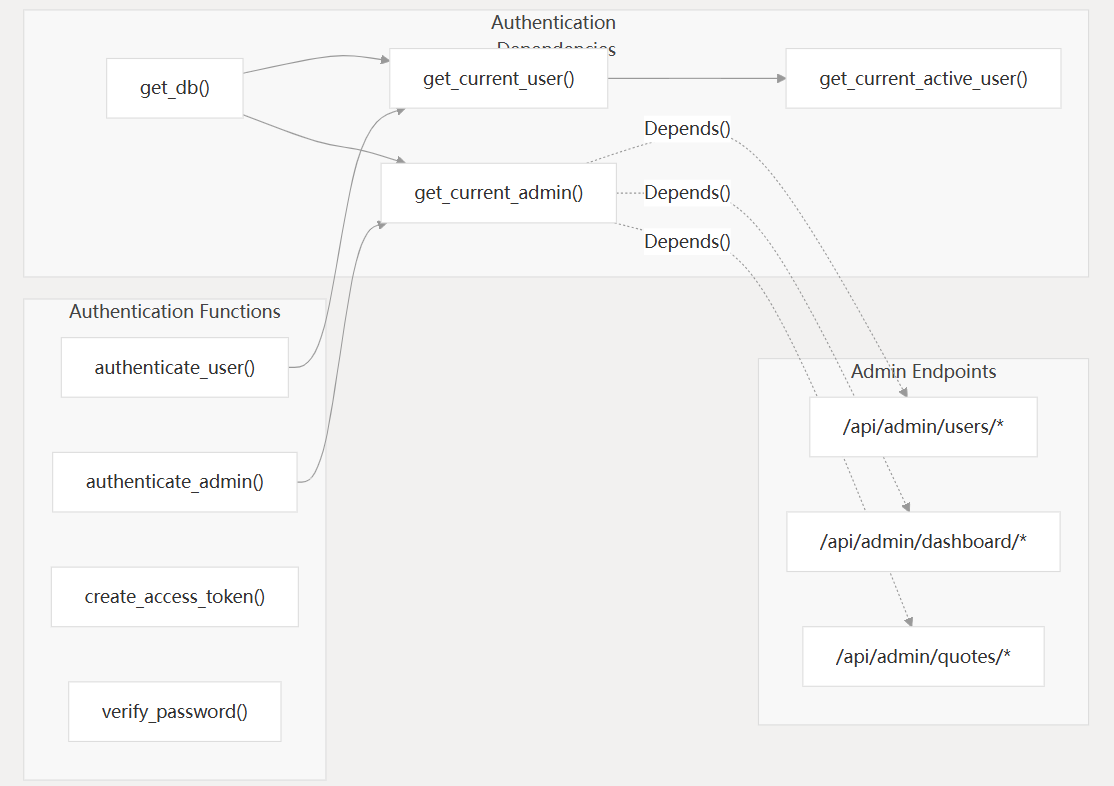 Authentication
Dependencies
get_db()
get_current_user()
get_current_active_user()
Depends()
get_current_admin()
Depends()
Depends()
Authentication Functions
authenticate_user()
authenticate_admin()
create_access_token()
verify_password()
Admin Endpoints
/api/admin/users/*
/api/admin/dashboard/*
/api/admin/quotes/*